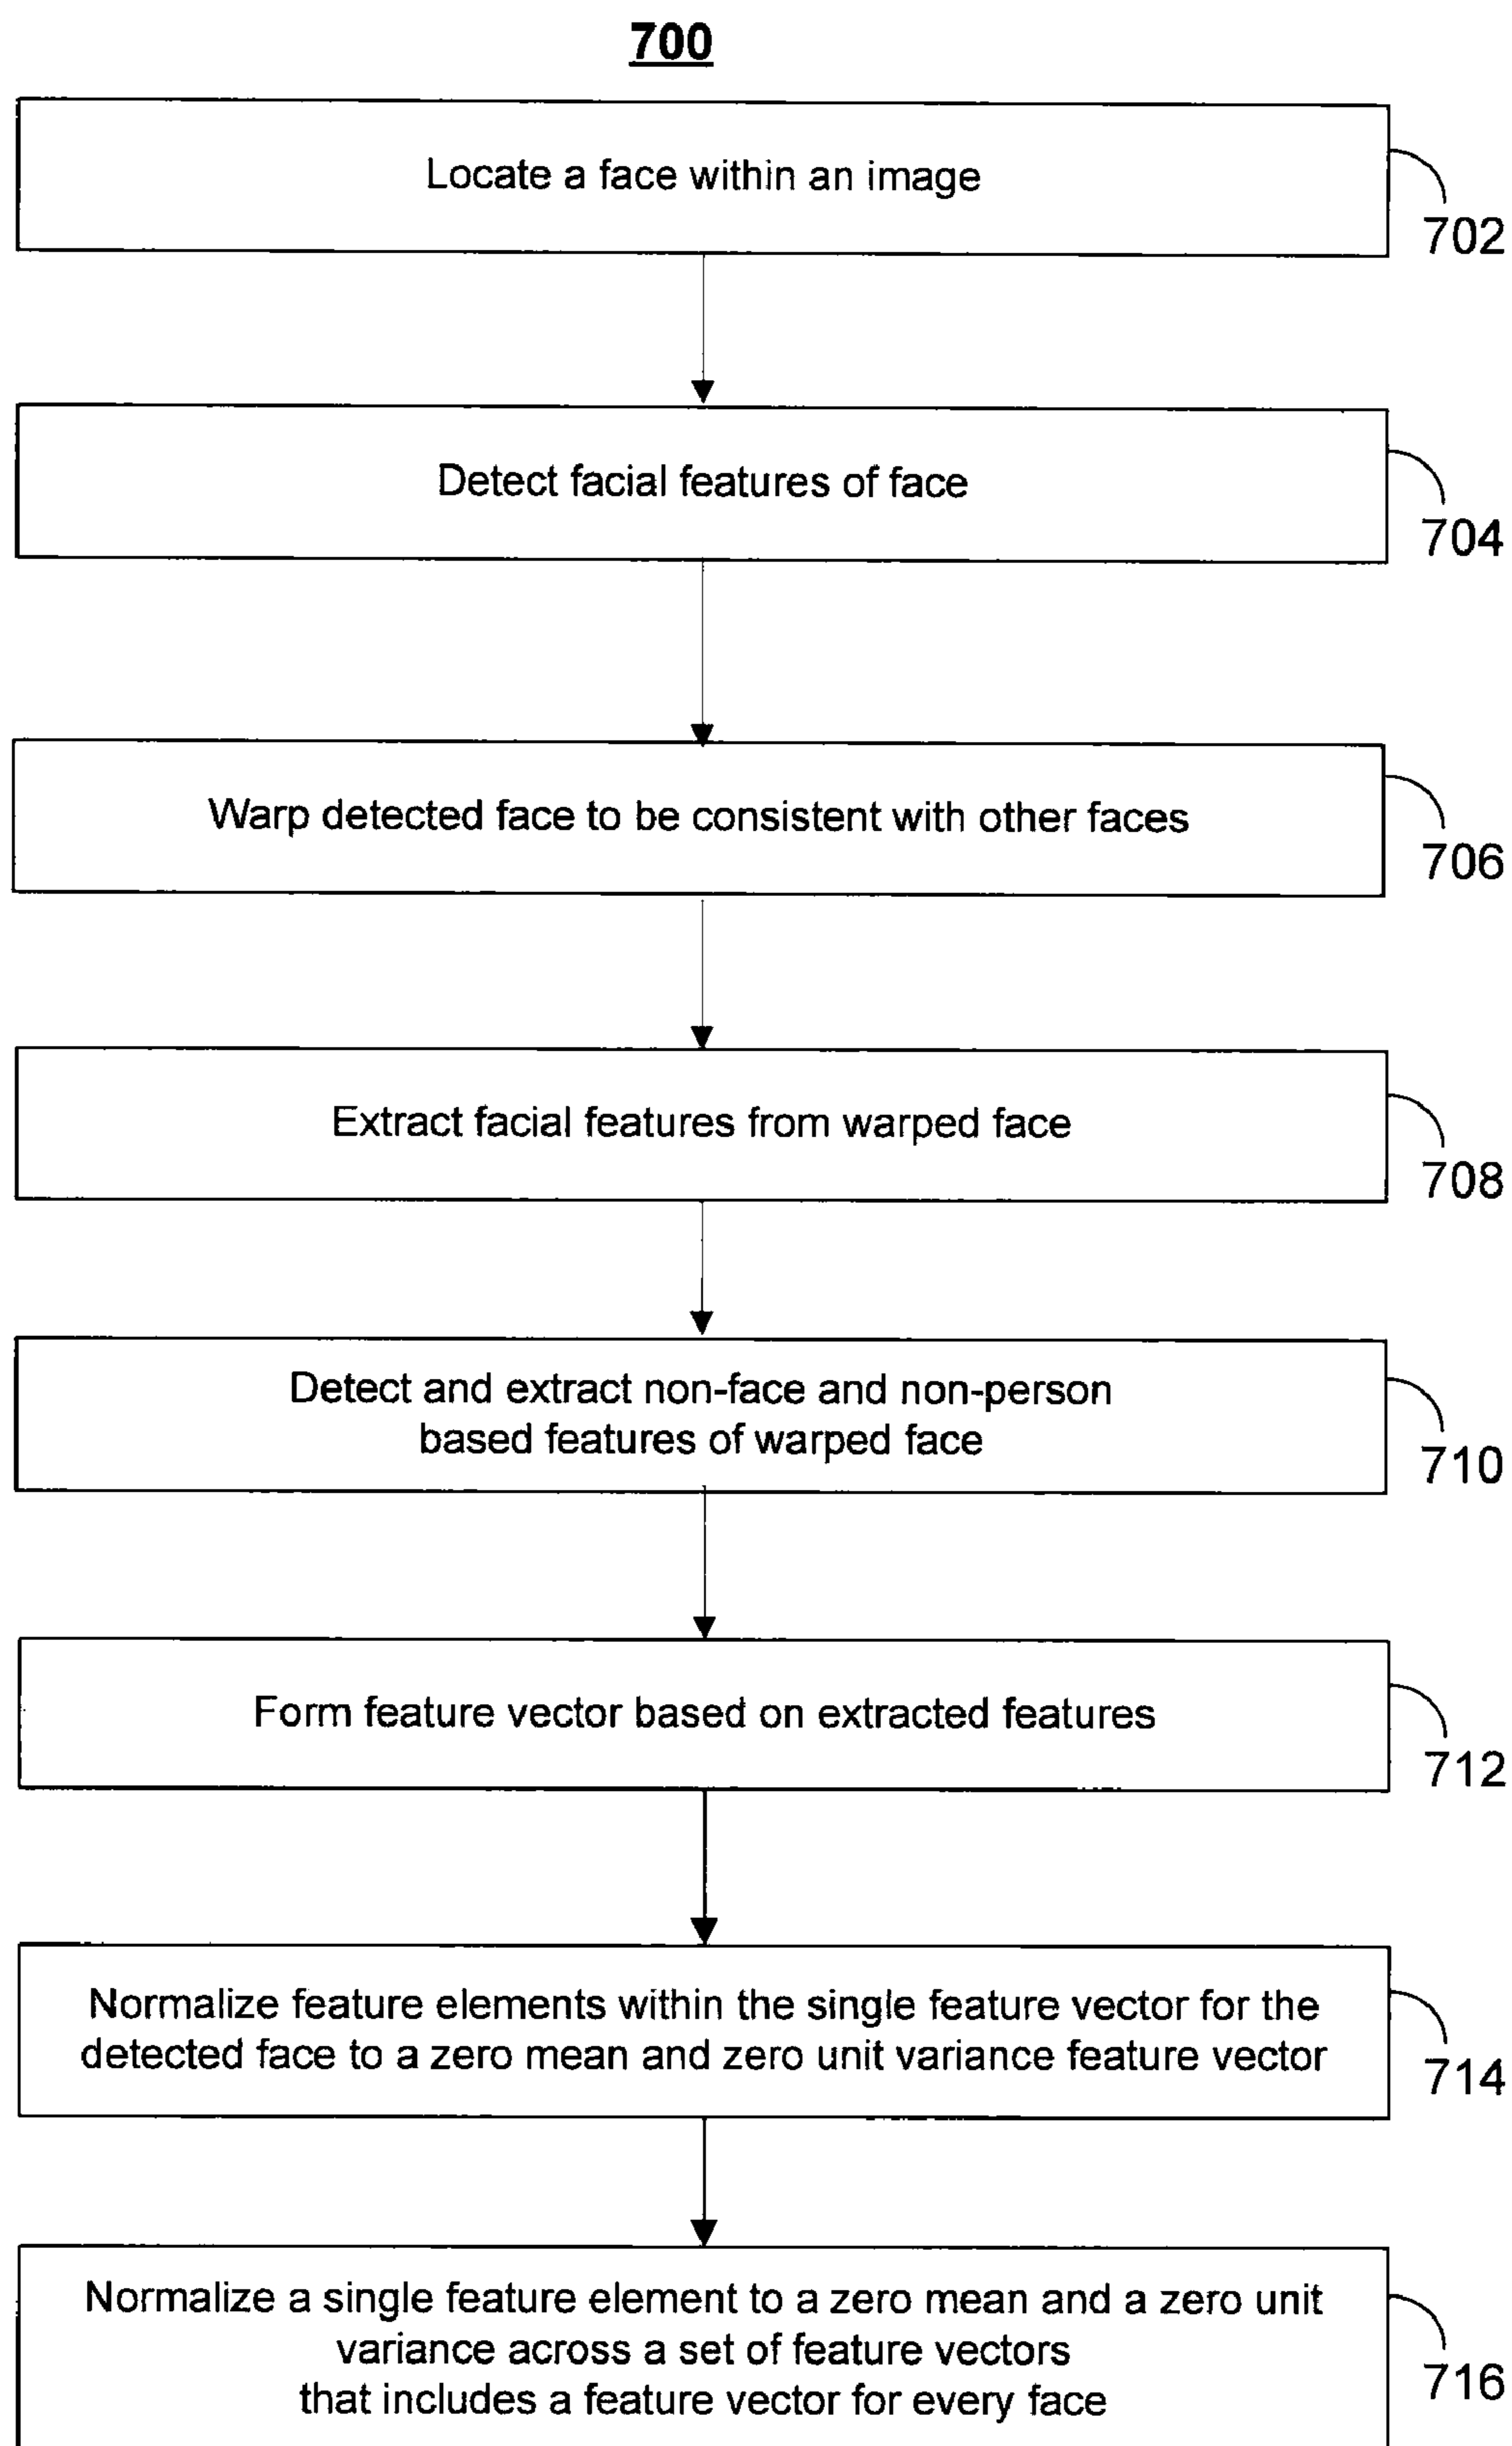 700
Locate a face within an image
702
Detect facial features of face
704
Warp detected face to be consistent with other faces
706
Extract facial features from warped face
708
Detect and extract non-face and non-person
based features of warped face
710
Form feature vector based on extracted features
712
Normalize feature elements within the single feature vector for the
detected face to a zero mean and zero unit variance feature vector
714
Normalize a single feature element to a zero mean and a zero unit
variance across a set of feature vectors
that includes a feature vector for every face
716